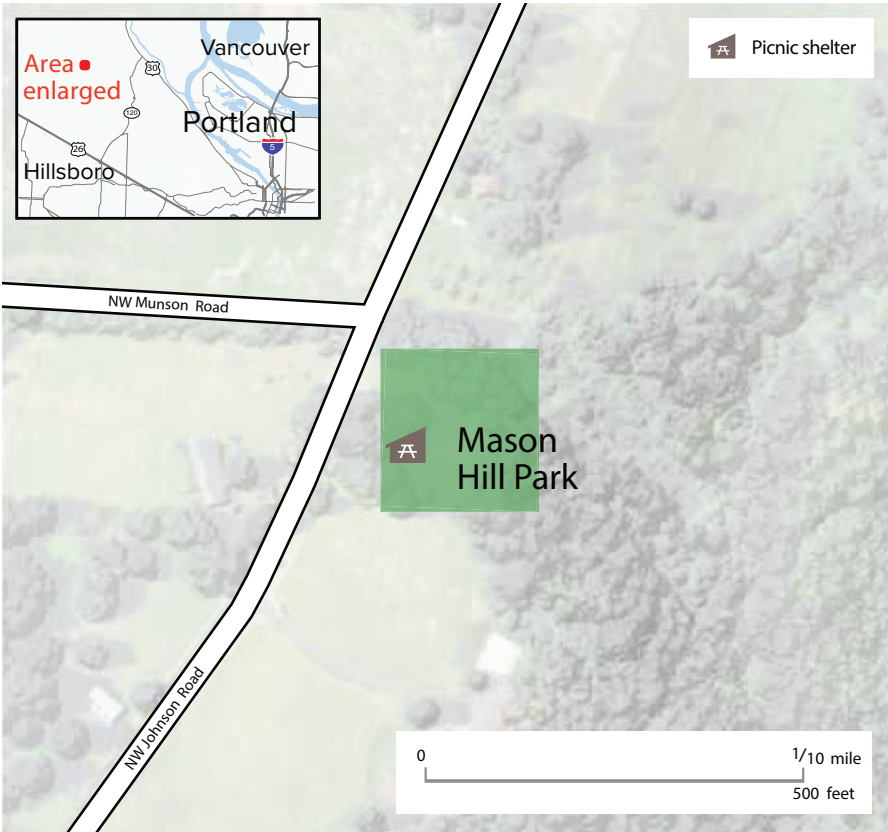 Vancouver
Area
enlarged
30
120
Portland
5
26
Hillsboro
Picnic shelter
NW Munson Road
Mason
Hill Park
NW Johnson Road
0
1/10 mile
500 feet